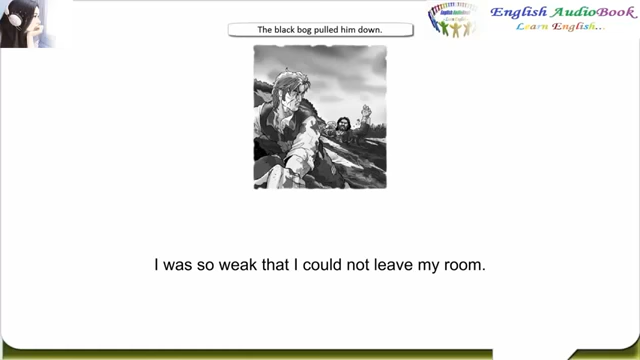 English AudioBook
Learn English...
The black bog pulled him down.
I was so weak that I could not leave my room.